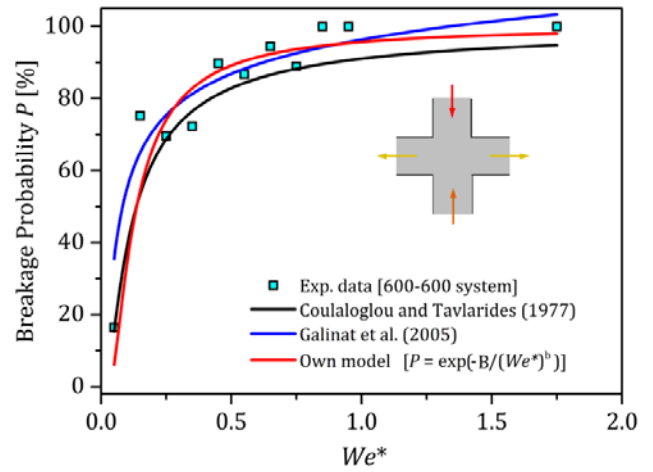 Breakage Probability P [%]
100
80
60
40
20
0
Exp. data [600-600 system]
Coulaloglou and Tavlarides (1977)
Galinat et al. (2005)
Own model [P = exp(-B/(We*)ᵇ)]
0.0
0.5
1.0
1.5
2.0
We*